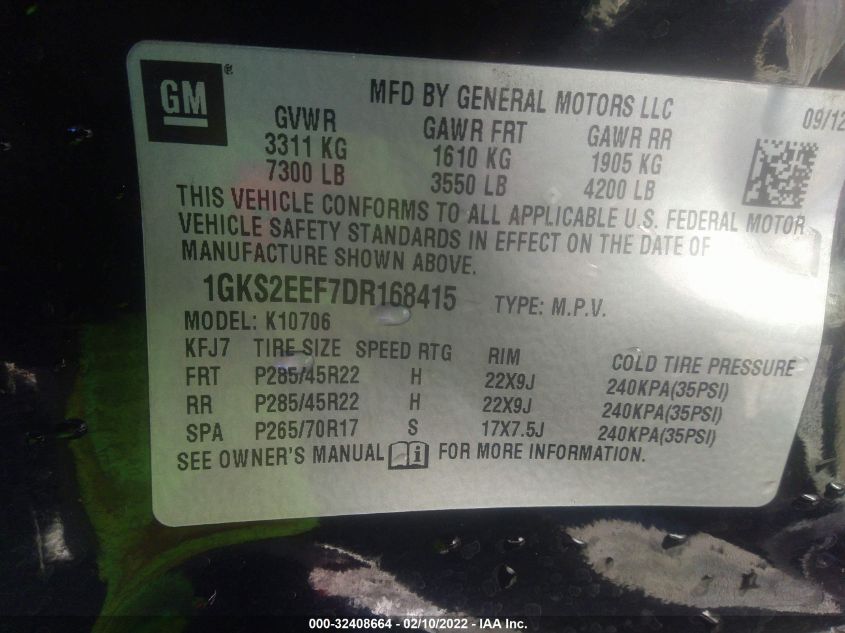 GM ®
MFD BY GENERAL MOTORS LLC
09/12
GVWR GAWR FRT GAWR RR
3311 KG 1610 KG 1905 KG
7300 LB 3550 LB 4200 LB
THIS VEHICLE CONFORMS TO ALL APPLICABLE U.S. FEDERAL MOTOR
VEHICLE SAFETY STANDARDS IN EFFECT ON THE DATE OF
MANUFACTURE SHOWN ABOVE.
1GKS2EEF7DR168415 TYPE: M.P.V.
MODEL: K10706
KFJ7 TIRE SIZE SPEED RTG RIM COLD TIRE PRESSURE
FRT P285/45R22 H 22X9J 240KPA(35PSI)
RR P285/45R22 H 22X9J 240KPA(35PSI)
SPA P265/70R17 S 17X7.5J 240KPA(35PSI)
SEE OWNER'S MANUAL FOR MORE INFORMATION.
000-32408664 - 02/10/2022 - IAA Inc.